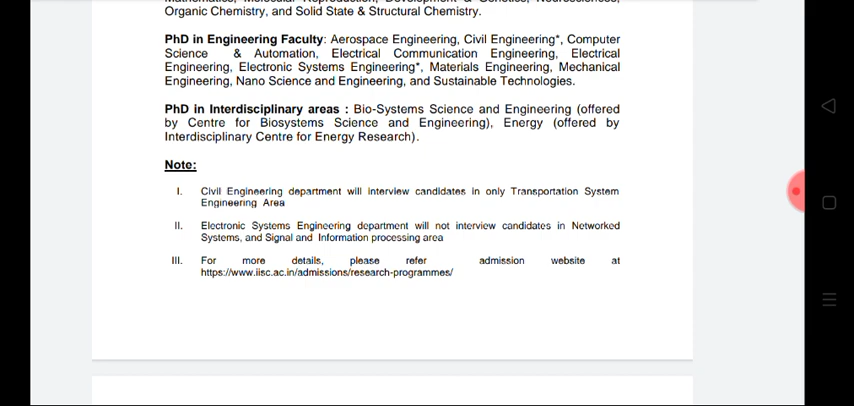 Organic Chemistry, and Solid State & Structural Chemistry.
PhD in Engineering Faculty: Aerospace Engineering, Civil Engineering*, Computer
Science & Automation, Electrical Communication Engineering, Electrical
Engineering, Electronic Systems Engineering*, Materials Engineering, Mechanical
Engineering, Nano Science and Engineering, and Sustainable Technologies.
PhD in Interdisciplinary areas : Bio-Systems Science and Engineering (offered
by Centre for Biosystems Science and Engineering), Energy (offered by
Interdisciplinary Centre for Energy Research).
Note:
I. Civil Engineering department will interview candidates in only Transportation System
Engineering Area
II. Electronic Systems Engineering department will not interview candidates in Networked
Systems, and Signal and Information processing area
III. For more details, please refer admission website at
https://www.iisc.ac.in/admissions/research-programmes/